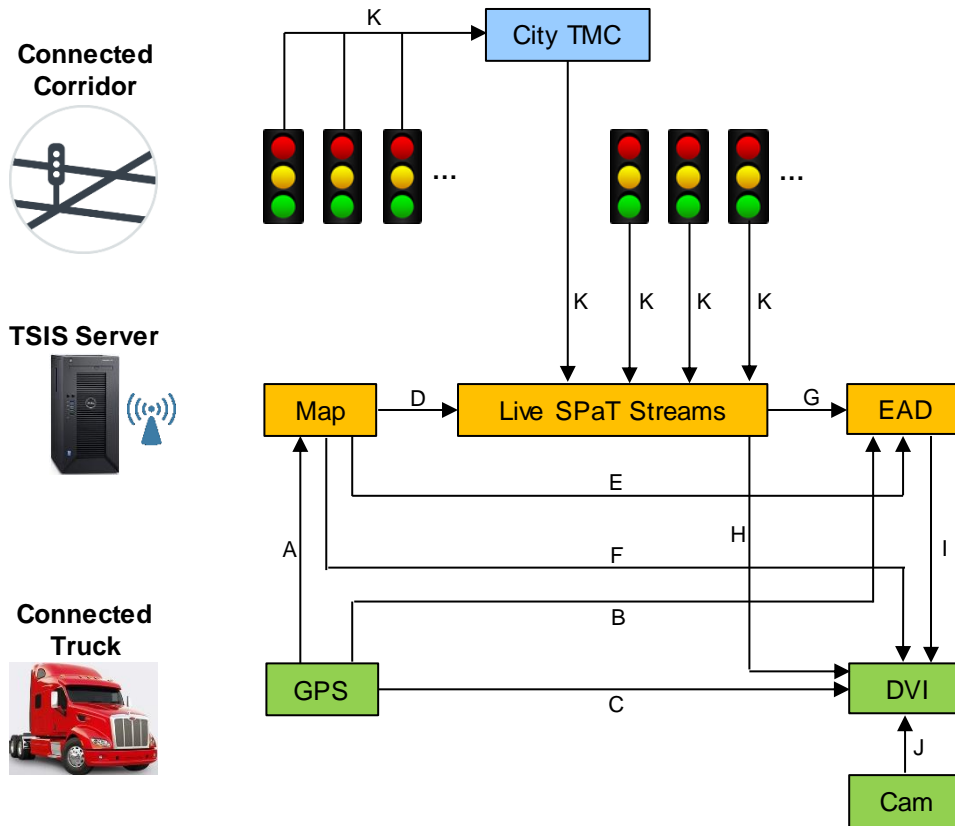 K
City TMC
Connected
Corridor
...
...
K
K
K
K
TSIS Server
Map
D
Live SPaT Streams
G
EAD
E
A
H
F
I
B
Connected
Truck
GPS
C
DVI
J
Cam